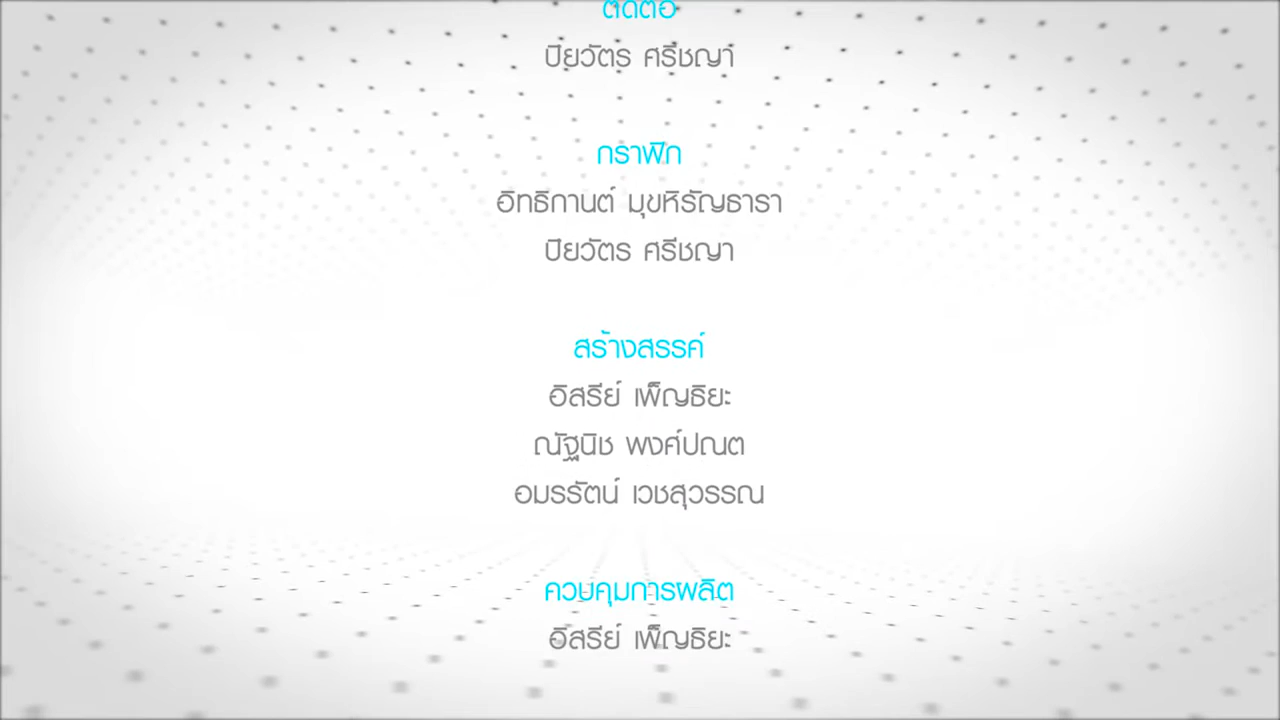 ตัดต่อ
ปิยวัตร ศรีชญา
กราฟิก
อิทธิกานต์ มุขหิรัญธารา
ปิยวัตร ศรีชญา
สร้างสรรค์
อิสรีย์ เพ็ญธิยะ
ณัฐนิช พงศ์ปณต
อมรรัตน์ เวชสุวรรณ
ควบคุมการผลิต
อิสรีย์ เพ็ญธิยะ